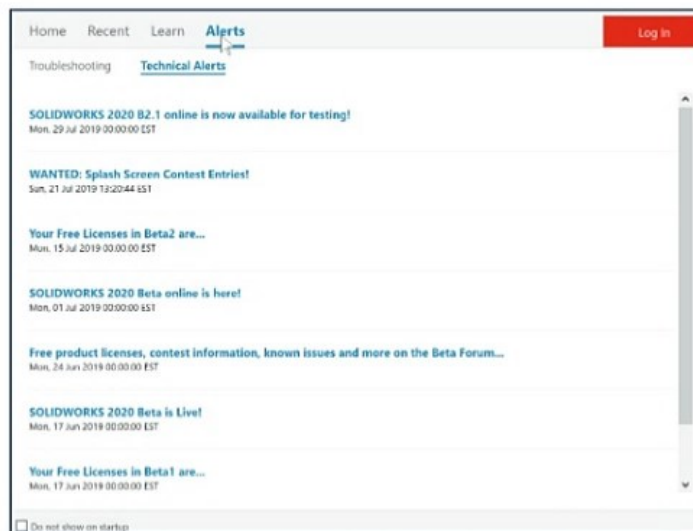 Home Recent Learn Alerts Log In
Troubleshooting Technical Alerts
SOLIDWORKS 2020 B2.1 online is now available for testing!
Mon, 29 Jul 2019 00:00:00 EST
WANTED: Splash Screen Contest Entries!
Sun, 21 Jul 2019 13:20:44 EST
Your Free Licenses in Beta2 are...
Mon, 15 Jul 2019 00:00:00 EST
SOLIDWORKS 2020 Beta online is here!
Mon, 01 Jul 2019 00:00:00 EST
Free product licenses, contest information, known issues and more on the Beta Forum...
Mon, 24 Jun 2019 00:00:00 EST
SOLIDWORKS 2020 Beta is Live!
Mon, 17 Jun 2019 00:00:00 EST
Your Free Licenses in Beta1 are...
Mon, 17 Jun 2019 00:00:00 EST
Do not show on startup